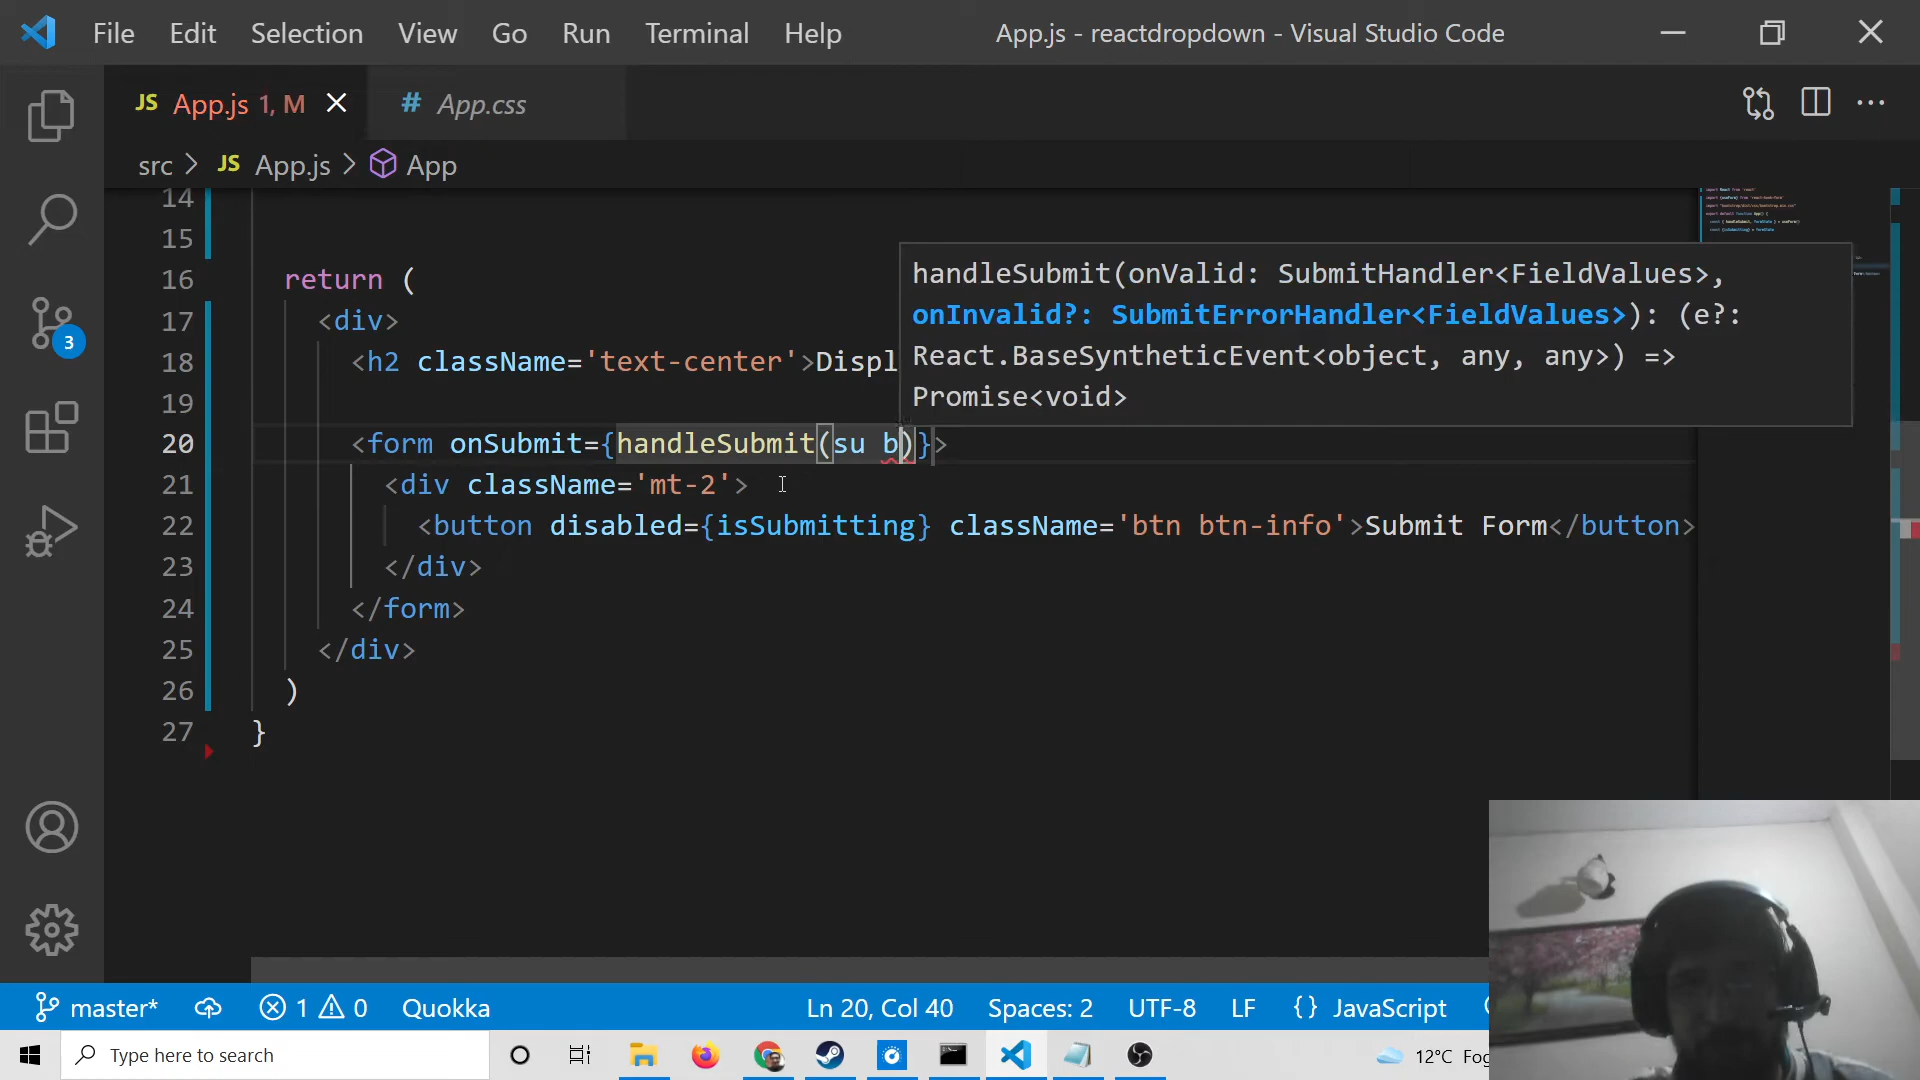 File Edit Selection View Go Run Terminal Help App.js - reactdropdown - Visual Studio Code
JS App.js 1, M # App.css
src > JS App.js > App
14
15
16 return (
17 <div>
18 <h2 className='text-center'>Displ
19
20 <form onSubmit={handleSubmit(su b)}>
21 <div className='mt-2'>
22 <button disabled={isSubmitting} className='btn btn-info'>Submit Form</button>
23 </div>
24 </form>
25 </div>
26 )
27 }
handleSubmit(onValid: SubmitHandler<FieldValues>,
onInvalid?: SubmitErrorHandler<FieldValues>): (e?:
React.BaseSyntheticEvent<object, any, any>) =>
Promise<void>
3
master* 1 0 Quokka Ln 20, Col 40 Spaces: 2 UTF-8 LF {} JavaScript
Type here to search 12°C Fog